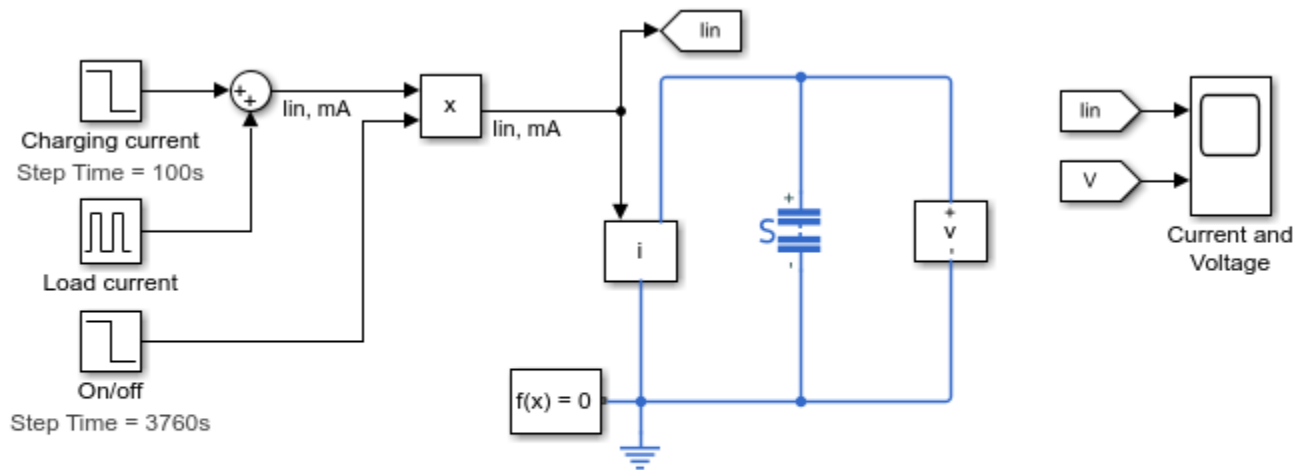 Iin
Charging current
Step Time = 100s
++
Iin, mA
x
Iin, mA
Load current
On/off
Step Time = 3760s
i
f(x) = 0
+
S
-
+
v
-
Iin
V
Current and
Voltage